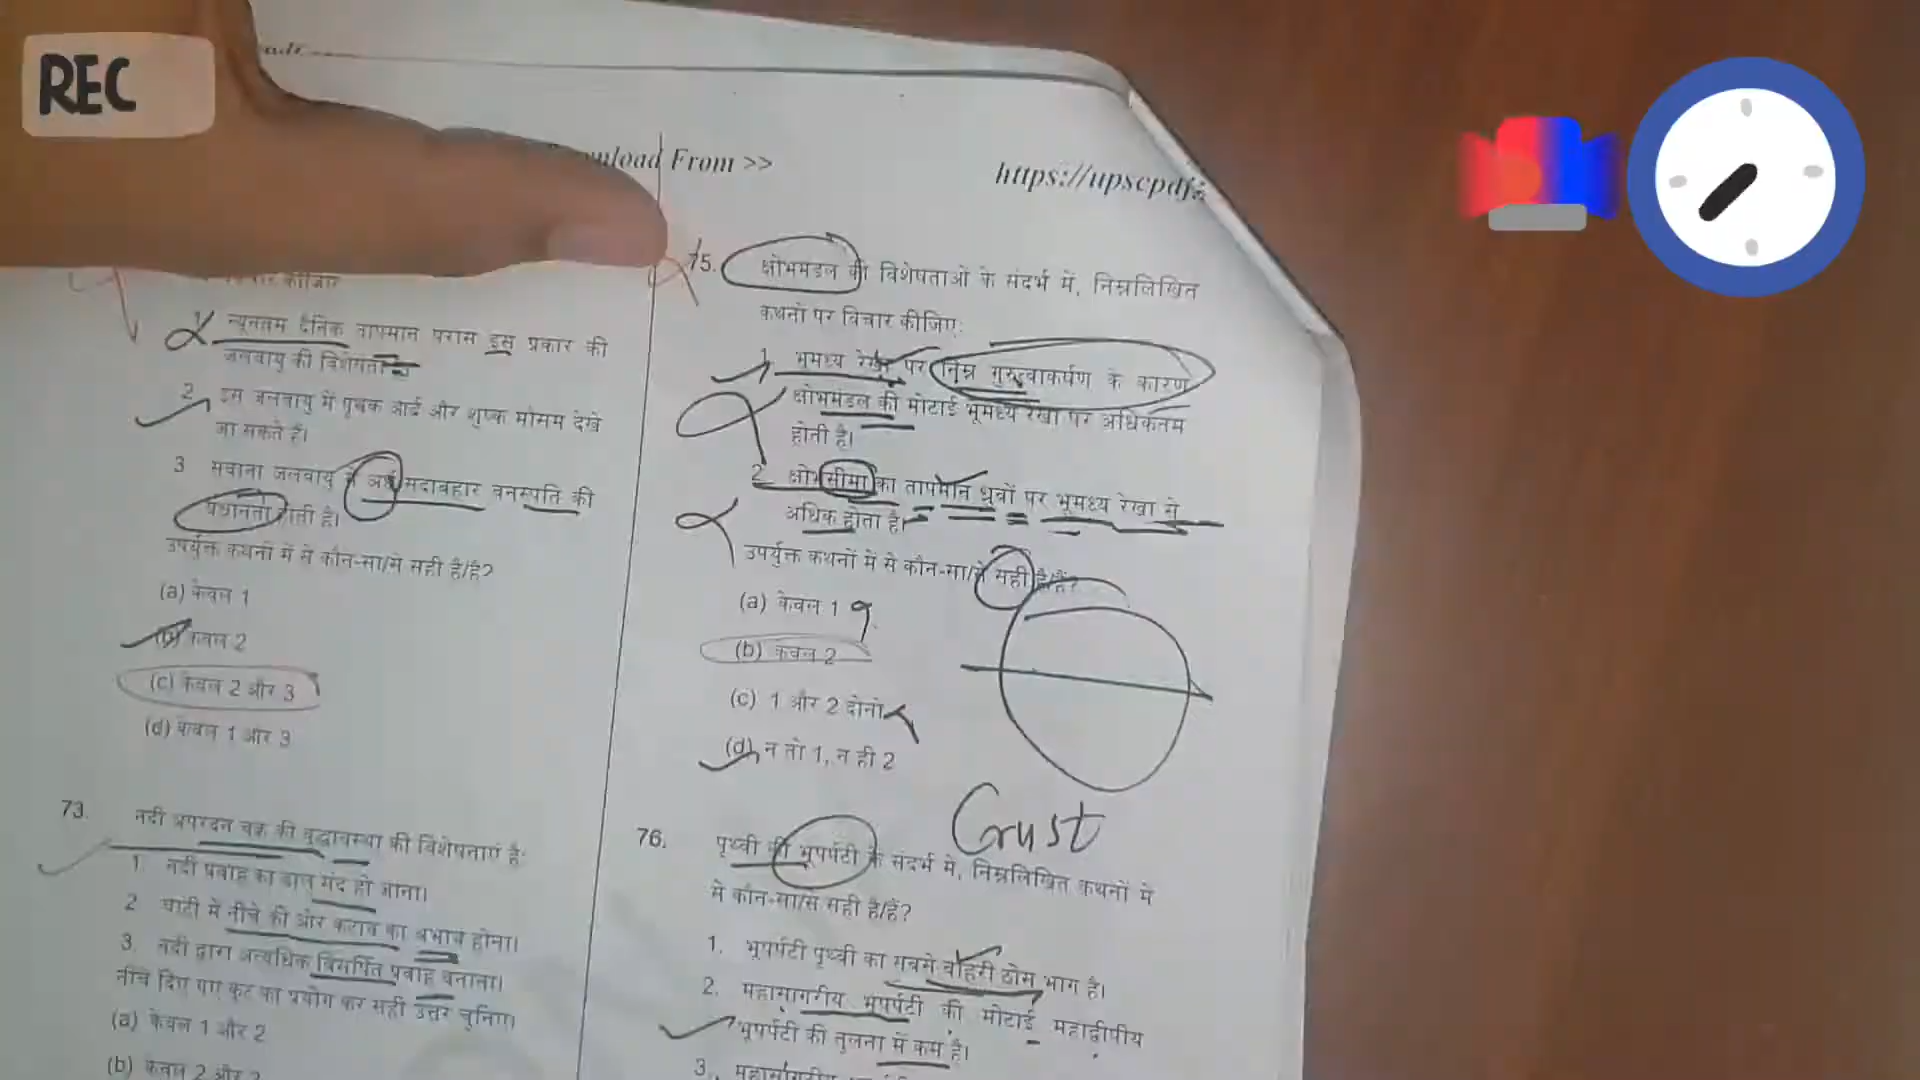 REC
Download From >>
https://upscpdf
1. न्यूनतम दैनिक तापमान परास इस प्रकार की
जलवायु की विशेषता
2. इस जलवायु में पृथक आर्द्र और शुष्क मौसम देखे
जा सकते हैं।
3 सवाना जलवायु में अर्ध सदाबहार वनस्पति की
प्रधानता होती है।
उपर्युक्त कथनों में से कौन-सा/से सही है/हैं?
(a) केवल 1
(b) केवल 2
(c) केवल 2 और 3
(d) केवल 1 और 3
73. नदी अपरदन चक्र की वृद्धावस्था की विशेषताएं हैं:
1. नदी प्रवाह का ढाल मंद हो जाना।
2 घाटी में नीचे की ओर कटाव का अभाव होना।
3. नदी द्वारा अत्यधिक विसर्पित प्रवाह बनाना।
नीचे दिए गए कूट का प्रयोग कर सही उत्तर चुनिए।
(a) केवल 1 और 2
(b) केवल 2 और 3
75. क्षोभमंडल की विशेषताओं के संदर्भ में, निम्नलिखित
कथनों पर विचार कीजिए:
1. भूमध्य रेखा पर निम्न गुरुत्वाकर्षण के कारण
क्षोभमंडल की मोटाई भूमध्य रेखा पर अधिकतम
होती है।
2. क्षोभसीमा का तापमान ध्रुवों पर भूमध्य रेखा से
अधिक होता है।
उपर्युक्त कथनों में से कौन-सा/से सही है/हैं?
(a) केवल 1
(b) केवल 2
(c) 1 और 2 दोनों
(d) न तो 1, न ही 2
Crust
76. पृथ्वी की भूपर्पटी के संदर्भ में, निम्नलिखित कथनों में
से कौन-सा/से सही है/हैं?
1. भूपर्पटी पृथ्वी का सबसे बाहरी ठोस भाग है।
2. महासागरीय भूपर्पटी की मोटाई महाद्वीपीय
भूपर्पटी की तुलना में कम है।
3. महासागरीय